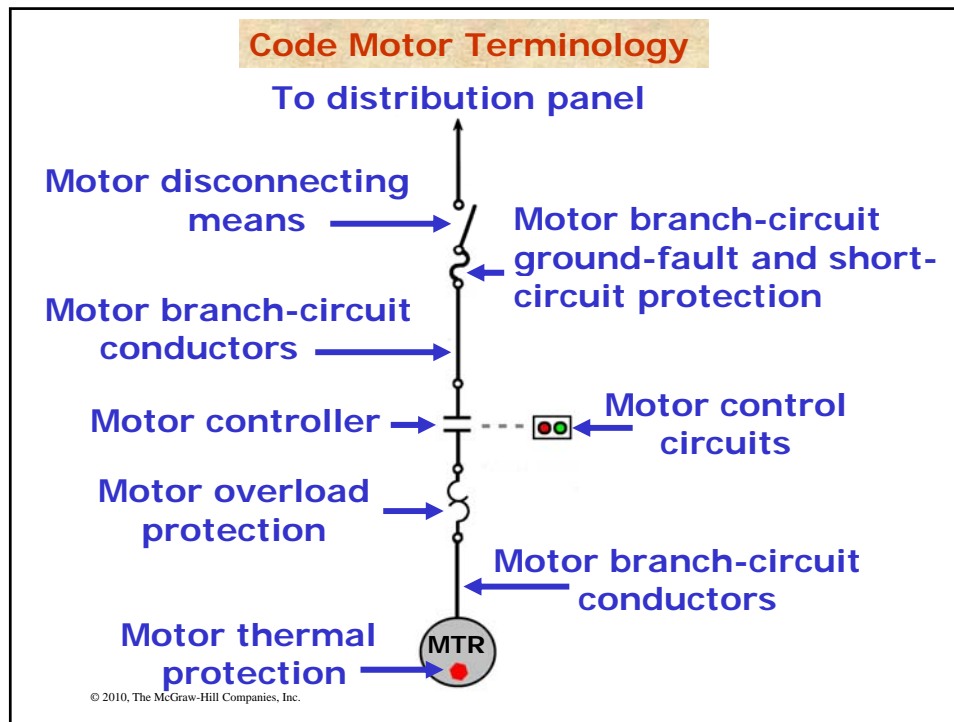 Code Motor Terminology
To distribution panel
Motor disconnecting
means
Motor branch-circuit
ground-fault and short-
circuit protection
Motor branch-circuit
conductors
Motor controller
Motor control
circuits
Motor overload
protection
Motor branch-circuit
conductors
Motor thermal
protection
MTR
© 2010, The McGraw-Hill Companies, Inc.